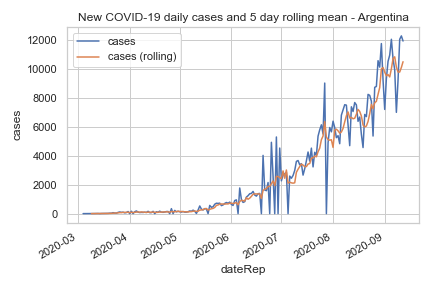 New COVID-19 daily cases and 5 day rolling mean - Argentina
cases
cases (rolling)
12000
10000
8000
6000
4000
2000
0
cases
2020-03
2020-04
2020-05
2020-06
2020-07
2020-08
2020-09
dateRep